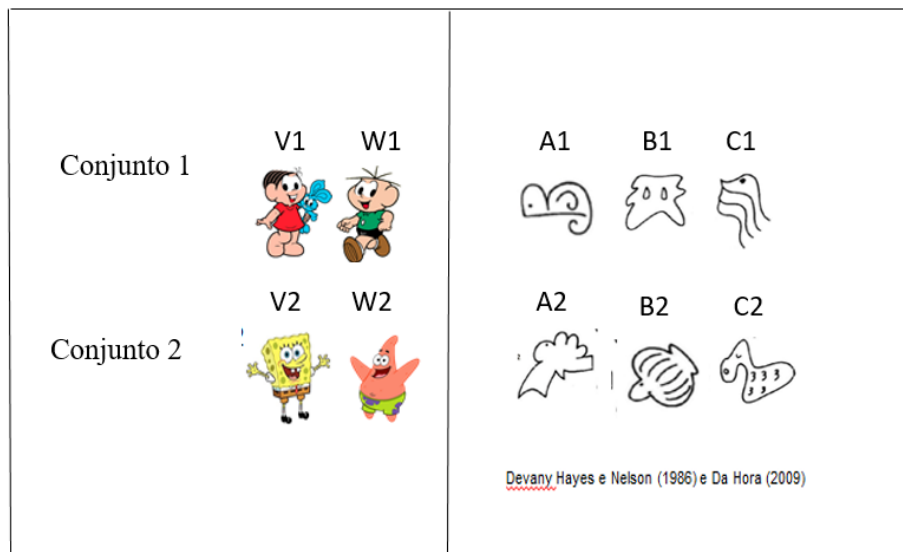 V1 W1 A1 B1 C1
Conjunto 1
V2 W2 A2 B2 C2
Conjunto 2
Devany Hayes e Nelson (1986) e Da Hora (2009)